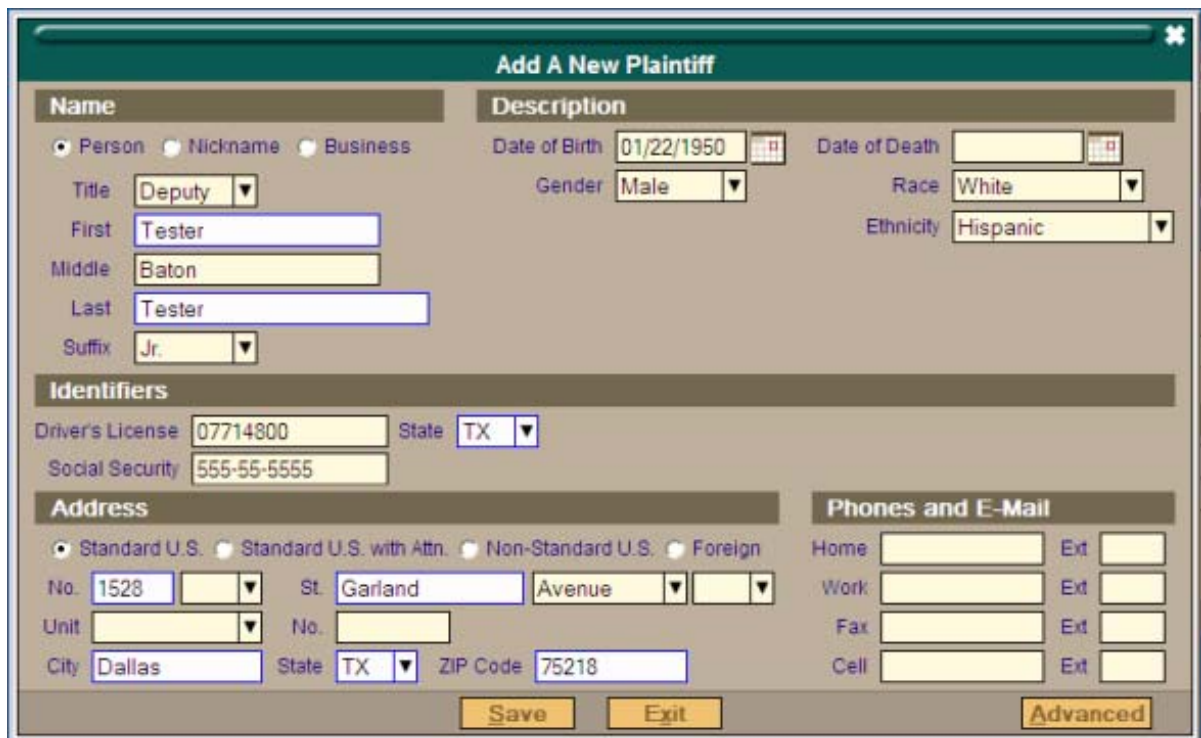 Add A New Plaintiff
Name
Description
Person Nickname Business
Date of Birth 01/22/1950
Date of Death
Title Deputy
Gender Male
Race White
First Tester
Ethnicity Hispanic
Middle Baton
Last Tester
Suffix Jr.
Identifiers
Driver's License 07714800 State TX
Social Security 555-55-5555
Address
Phones and E-Mail
Standard U.S. Standard U.S. with Attn. Non-Standard U.S. Foreign
Home Ext
No. 1528 St. Garland Avenue
Work Ext
Unit No.
Fax Ext
City Dallas State TX ZIP Code 75218
Cell Ext
Save Exit Advanced